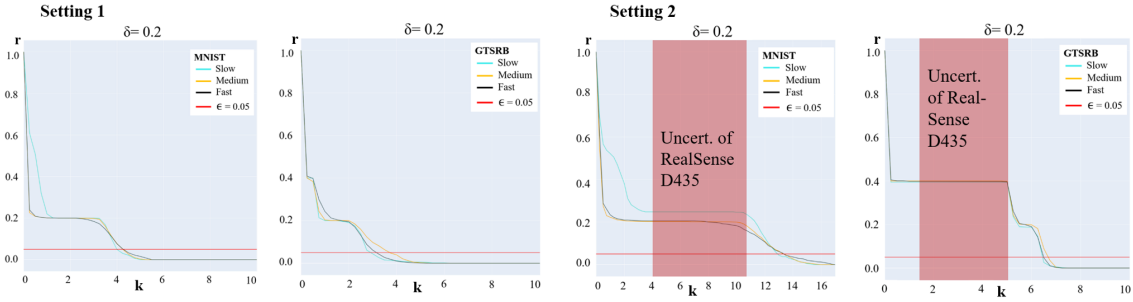 Setting 1
δ= 0.2
r
1.0
0.8
0.6
0.4
0.2
0.0
0
2
4
6
8
10
k
MNIST
Slow
Medium
Fast
ϵ = 0.05
δ= 0.2
r
1.0
0.8
0.6
0.4
0.2
0.0
0
2
4
6
8
10
k
GTSRB
Slow
Medium
Fast
ϵ = 0.05
Setting 2
δ= 0.2
r
1.0
0.8
0.6
0.4
0.2
0.0
0
2
4
6
8
10
12
14
16
k
MNIST
Slow
Medium
Fast
ϵ = 0.05
Uncert. of
RealSense
D435
δ= 0.2
r
1.0
0.8
0.6
0.4
0.2
0.0
0
2
4
6
8
10
k
GTSRB
Slow
Medium
Fast
ϵ = 0.05
Uncert.
of Real-
Sense
D435